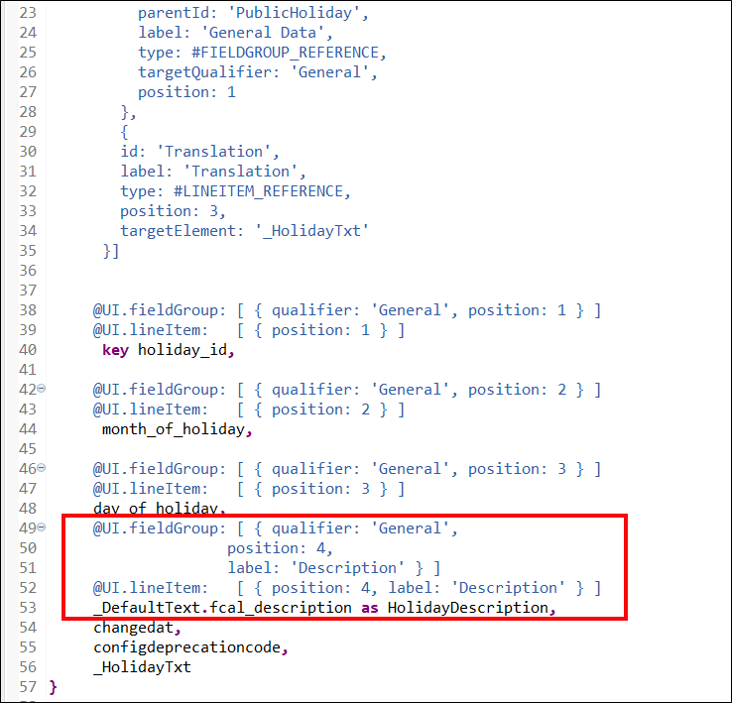 23 parentId: 'PublicHoliday',
24 label: 'General Data',
25 type: #FIELDGROUP_REFERENCE,
26 targetQualifier: 'General',
27 position: 1
28 },
29 {
30 id: 'Translation',
31 label: 'Translation',
32 type: #LINEITEM_REFERENCE,
33 position: 3,
34 targetElement: '_HolidayTxt'
35 }]
36
37
38 @UI.fieldGroup: [ { qualifier: 'General', position: 1 } ]
39 @UI.lineItem: [ { position: 1 } ]
40 key holiday_id,
41
42 @UI.fieldGroup: [ { qualifier: 'General', position: 2 } ]
43 @UI.lineItem: [ { position: 2 } ]
44 month_of_holiday,
45
46 @UI.fieldGroup: [ { qualifier: 'General', position: 3 } ]
47 @UI.lineItem: [ { position: 3 } ]
48 day_of_holiday,
49 @UI.fieldGroup: [ { qualifier: 'General',
50 position: 4,
51 label: 'Description' } ]
52 @UI.lineItem: [ { position: 4, label: 'Description' } ]
53 _DefaultText.fcal_description as HolidayDescription,
54 changedat,
55 configdeprecationcode,
56 _HolidayTxt
57 }